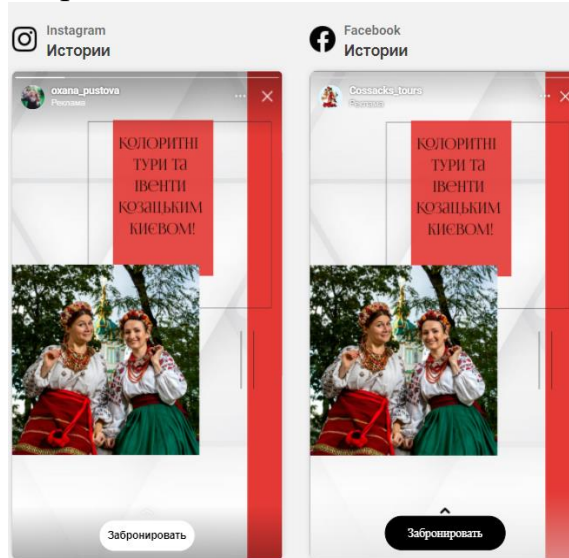 Instagram
Истории
Facebook
Истории
oxana_pustova
Реклама
КОЛОРИТНІ
ТУРИ ТА
ІВЕНТИ
КОЗАЦЬКИМ
КИЄВОМ!
Забронировать
Cossacks_tours
Реклама
КОЛОРИТНІ
ТУРИ ТА
ІВЕНТИ
КОЗАЦЬКИМ
КИЄВОМ!
Забронировать